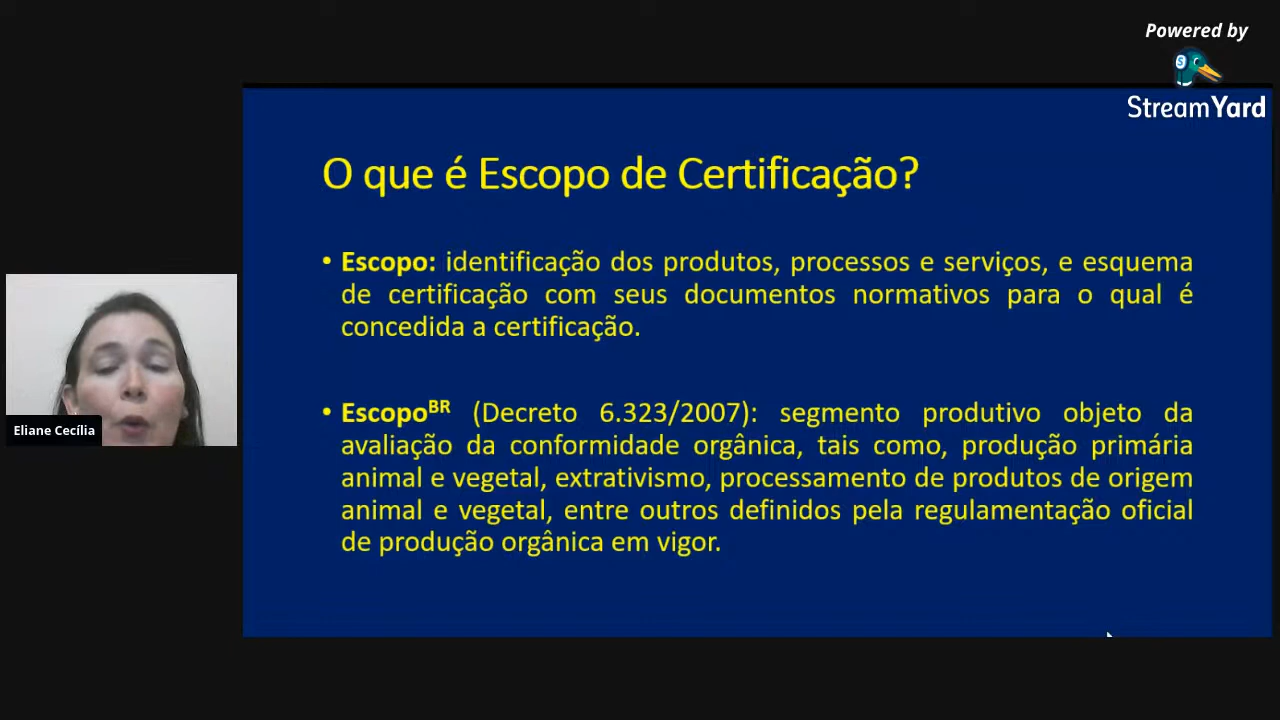 Powered by
StreamYard
O que é Escopo de Certificação?
• Escopo: identificação dos produtos, processos e serviços, e esquema
de certificação com seus documentos normativos para o qual é
concedida a certificação.
• Escopoᴮᴿ (Decreto 6.323/2007): segmento produtivo objeto da
avaliação da conformidade orgânica, tais como, produção primária
animal e vegetal, extrativismo, processamento de produtos de origem
animal e vegetal, entre outros definidos pela regulamentação oficial
de produção orgânica em vigor.
Eliane Cecília